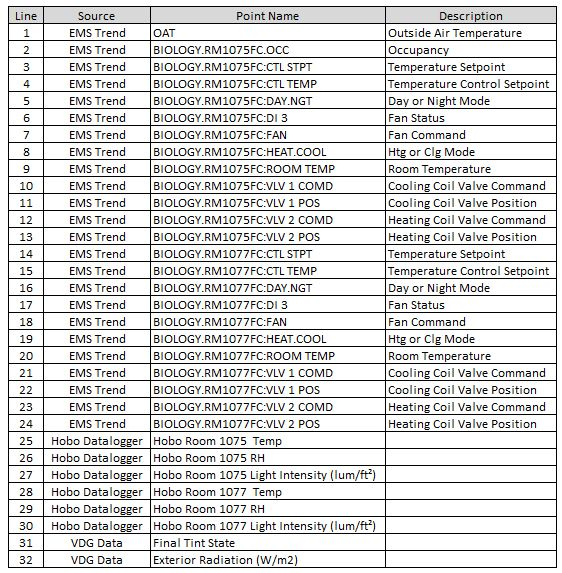 Line Source Point Name Description
1 EMS Trend OAT Outside Air Temperature
2 EMS Trend BIOLOGY.RM1075FC.OCC Occupancy
3 EMS Trend BIOLOGY.RM1075FC:CTL STPT Temperature Setpoint
4 EMS Trend BIOLOGY.RM1075FC:CTL TEMP Temperature Control Setpoint
5 EMS Trend BIOLOGY.RM1075FC:DAY.NGT Day or Night Mode
6 EMS Trend BIOLOGY.RM1075FC:DI 3 Fan Status
7 EMS Trend BIOLOGY.RM1075FC:FAN Fan Command
8 EMS Trend BIOLOGY.RM1075FC:HEAT.COOL Htg or Clg Mode
9 EMS Trend BIOLOGY.RM1075FC:ROOM TEMP Room Temperature
10 EMS Trend BIOLOGY.RM1075FC:VLV 1 COMD Cooling Coil Valve Command
11 EMS Trend BIOLOGY.RM1075FC:VLV 1 POS Cooling Coil Valve Position
12 EMS Trend BIOLOGY.RM1075FC:VLV 2 COMD Heating Coil Valve Command
13 EMS Trend BIOLOGY.RM1075FC:VLV 2 POS Heating Coil Valve Position
14 EMS Trend BIOLOGY.RM1077FC:CTL STPT Temperature Setpoint
15 EMS Trend BIOLOGY.RM1077FC:CTL TEMP Temperature Control Setpoint
16 EMS Trend BIOLOGY.RM1077FC:DAY.NGT Day or Night Mode
17 EMS Trend BIOLOGY.RM1077FC:DI 3 Fan Status
18 EMS Trend BIOLOGY.RM1077FC:FAN Fan Command
19 EMS Trend BIOLOGY.RM1077FC:HEAT.COOL Htg or Clg Mode
20 EMS Trend BIOLOGY.RM1077FC:ROOM TEMP Room Temperature
21 EMS Trend BIOLOGY.RM1077FC:VLV 1 COMD Cooling Coil Valve Command
22 EMS Trend BIOLOGY.RM1077FC:VLV 1 POS Cooling Coil Valve Position
23 EMS Trend BIOLOGY.RM1077FC:VLV 2 COMD Heating Coil Valve Command
24 EMS Trend BIOLOGY.RM1077FC:VLV 2 POS Heating Coil Valve Position
25 Hobo Datalogger Hobo Room 1075 Temp
26 Hobo Datalogger Hobo Room 1075 RH
27 Hobo Datalogger Hobo Room 1075 Light Intensity (lum/ft²)
28 Hobo Datalogger Hobo Room 1077 Temp
29 Hobo Datalogger Hobo Room 1077 RH
30 Hobo Datalogger Hobo Room 1077 Light Intensity (lum/ft²)
31 VDG Data Final Tint State
32 VDG Data Exterior Radiation (W/m2)